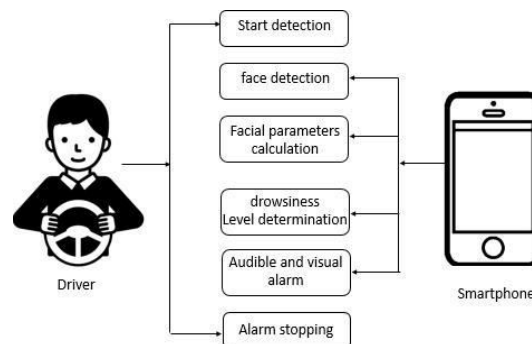 Start detection
face detection
Facial parameters
calculation
drowsiness
Level determination
Audible and visual
alarm
Alarm stopping
Driver
Smartphone